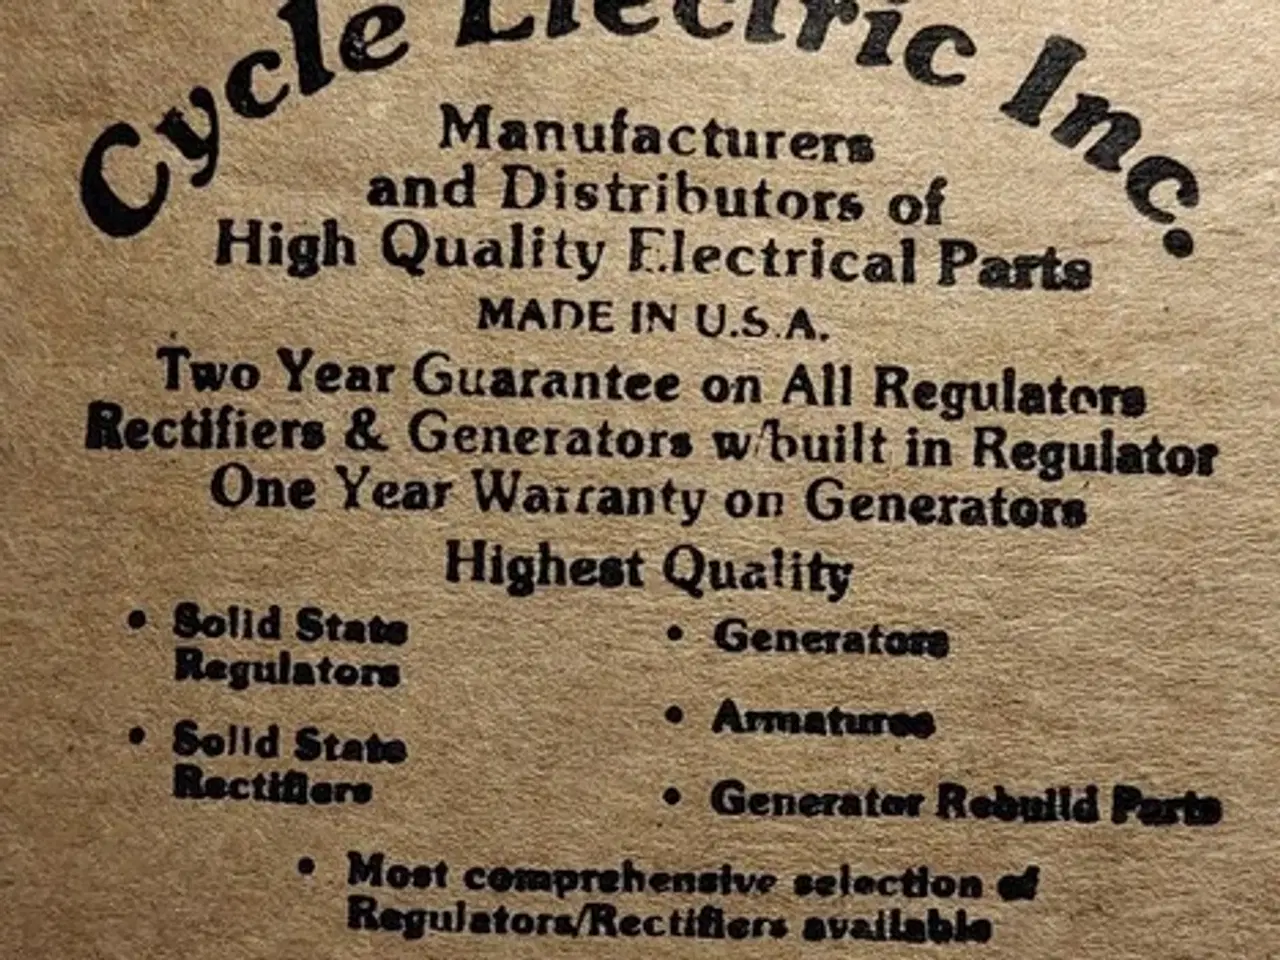 Cycle Electric Inc.
Manufacturers
and Distributors of
High Quality Electrical Parts
MADE IN U.S.A.
Two Year Guarantee on All Regulators
Rectifiers & Generators w/built in Regulator
One Year Warranty on Generators
Highest Quality
• Solid State
Regulators
• Solid State
Rectifiers
• Generators
• Armatures
• Generator Rebuild Parts
• Most comprehensive selection of
Regulators/Rectifiers available